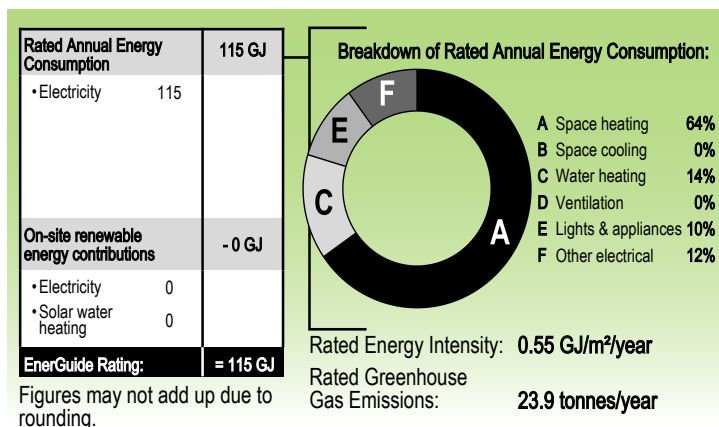 Rated Annual Energy
Consumption
115 GJ
• Electricity 115
On-site renewable
energy contributions
- 0 GJ
• Electricity 0
• Solar water
heating 0
EnerGuide Rating: = 115 GJ
Figures may not add up due to
rounding.
Breakdown of Rated Annual Energy Consumption:
F
E
C
A
A Space heating 64%
B Space cooling 0%
C Water heating 14%
D Ventilation 0%
E Lights & appliances 10%
F Other electrical 12%
Rated Energy Intensity: 0.55 GJ/m²/year
Rated Greenhouse
Gas Emissions: 23.9 tonnes/year